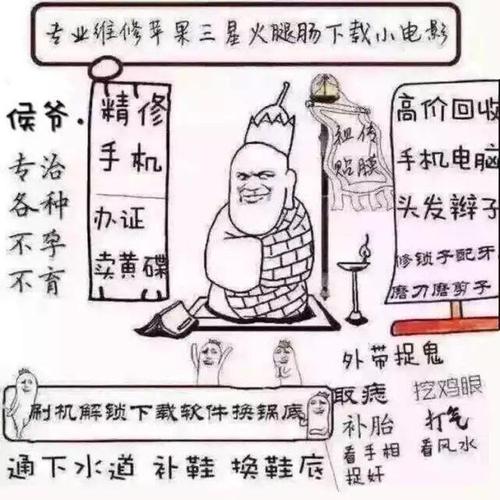 专业维修苹果三星火腿肠下载小电影
侯爷.
专治
各种
不孕
不育
精修
手机
办证
卖黄碟
祖传
贴膜
高价回收
手机电脑
头发辫子
修锁子配牙
磨刀磨剪子
外带捉鬼
取痣 挖鸡眼
补胎 打气
看手相 看风水
捉奸
刷机解锁下载软件换锅底
通下水道 补鞋 换鞋底